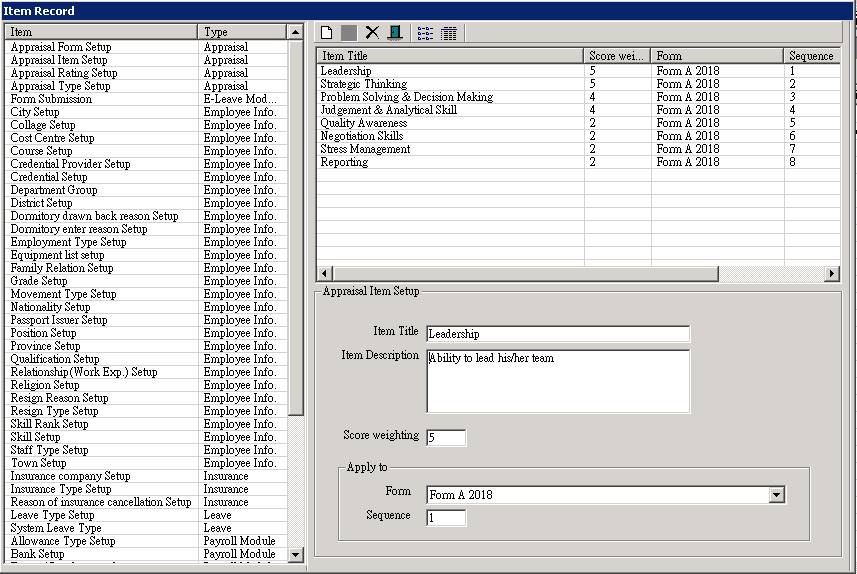 Item Record
Item Type
Appraisal Form Setup Appraisal
Appraisal Item Setup Appraisal
Appraisal Rating Setup Appraisal
Appraisal Type Setup Appraisal
Form Submission E-Leave Mod...
City Setup Employee Info.
Collage Setup Employee Info.
Cost Centre Setup Employee Info.
Course Setup Employee Info.
Credential Provider Setup Employee Info.
Credential Setup Employee Info.
Department Group Employee Info.
District Setup Employee Info.
Dormitory drawn back reason Setup Employee Info.
Dormitory enter reason Setup Employee Info.
Employment Type Setup Employee Info.
Equipment list setup Employee Info.
Family Relation Setup Employee Info.
Grade Setup Employee Info.
Movement Type Setup Employee Info.
Nationality Setup Employee Info.
Passport Issuer Setup Employee Info.
Position Setup Employee Info.
Province Setup Employee Info.
Qualification Setup Employee Info.
Relationship(Work Exp.) Setup Employee Info.
Religion Setup Employee Info.
Resign Reason Setup Employee Info.
Resign Type Setup Employee Info.
Skill Rank Setup Employee Info.
Skill Setup Employee Info.
Staff Type Setup Employee Info.
Town Setup Employee Info.
Insurance company Setup Insurance
Insurance Type Setup Insurance
Reason of insurance cancellation Setup Insurance
Leave Type Setup Leave
System Leave Type Leave
Allowance Type Setup Payroll Module
Bank Setup Payroll Module
Item Title Score wei... Form Sequence
Leadership 5 Form A 2018 1
Strategic Thinking 5 Form A 2018 2
Problem Solving & Decision Making 4 Form A 2018 3
Judgement & Analytical Skill 4 Form A 2018 4
Quality Awareness 2 Form A 2018 5
Negotiation Skills 2 Form A 2018 6
Stress Management 2 Form A 2018 7
Reporting 2 Form A 2018 8
Appraisal Item Setup
Item Title Leadership
Item Description Ability to lead his/her team
Score weighting 5
Apply to
Form Form A 2018
Sequence 1